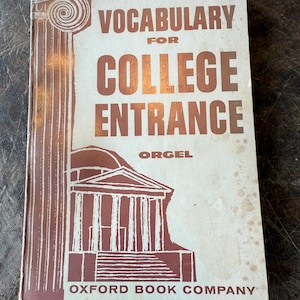 VOCABULARY
FOR
COLLEGE
ENTRANCE
ORGEL
OXFORD BOOK COMPANY